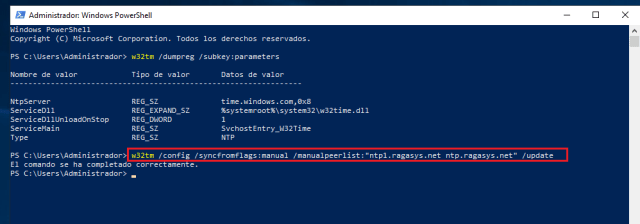 Administrador: Windows PowerShell
Windows PowerShell
Copyright (C) Microsoft Corporation. Todos los derechos reservados.
PS C:\Users\Administrador> w32tm /dumpreg /subkey:parameters
Nombre de valor Tipo de valor Datos de valor
------------------------------------------------------------------
NtpServer REG_SZ time.windows.com,0x8
ServiceDll REG_EXPAND_SZ %systemroot%\system32\w32time.dll
ServiceDllUnloadOnStop REG_DWORD 1
ServiceMain REG_SZ SvchostEntry_W32Time
Type REG_SZ NTP
PS C:\Users\Administrador> w32tm /config /syncfromflags:manual /manualpeerlist:"ntp1.ragasys.net ntp.ragasys.net" /update
El comando se ha completado correctamente.
PS C:\Users\Administrador> _